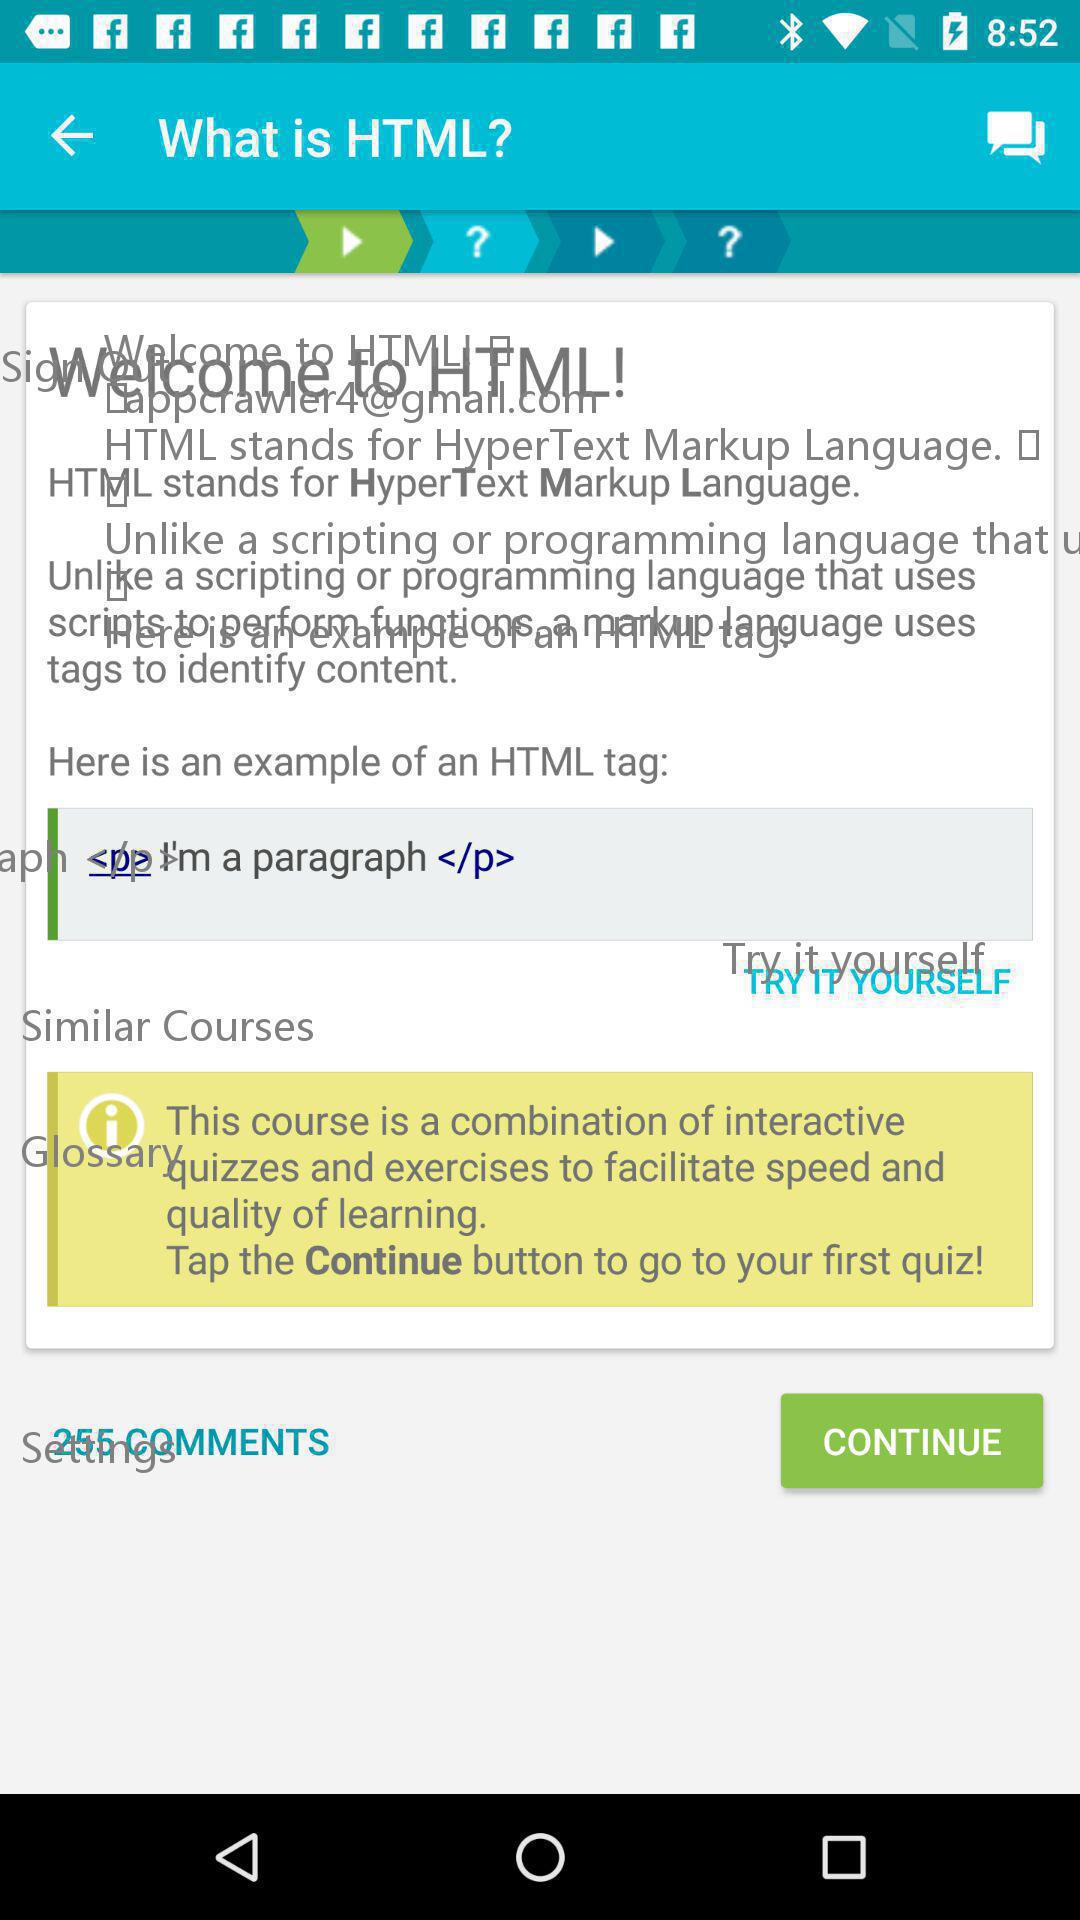 8:52
What is HTML?
Welcome to HTML!
Sign Out
Welcome to HTML!
appcrawler4@gmail.com
HTML stands for HyperText Markup Language.
HTML stands for HyperText Markup Language.
Unlike a scripting or programming language that u
Unlike a scripting or programming language that uses
scripts to perform functions, a markup language uses
Here is an example of an HTML tag:
tags to identify content.
Here is an example of an HTML tag:
aph </p>
<p> I'm a paragraph </p>
Try it yourself
TRY IT YOURSELF
Similar Courses
This course is a combination of interactive
Glossary
quizzes and exercises to facilitate speed and
quality of learning.
Tap the Continue button to go to your first quiz!
255 COMMENTS
Settings
CONTINUE